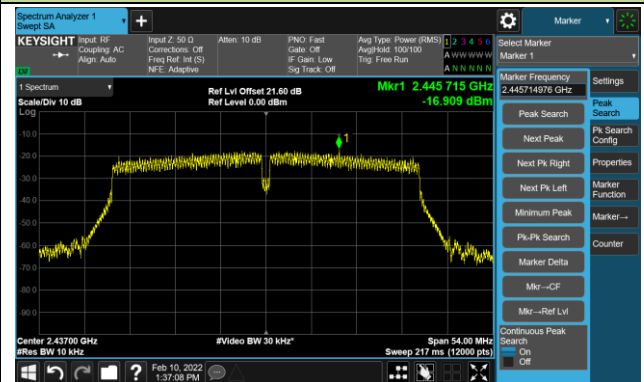 Spectrum Analyzer 1
Swept SA
+
Marker
KEYSIGHT
Input: RF
Coupling: AC
Align: Auto
Input Z: 50 Ω
Corrections: Off
Freq Ref: Int (S)
NFE: Adaptive
Atten: 10 dB
PNO: Fast
Gate: Off
IF Gain: Low
Sig Track: Off
Avg Type: Power (RMS)
Avg|Hold: 100/100
Trig: Free Run
1 2 3 4 5 6
A W W W W W
A N N N N N
LXI
Select Marker
Marker 1
1 Spectrum
Scale/Div 10 dB
Log
Ref Lvl Offset 21.60 dB
Ref Level 0.00 dBm
Mkr1 2.445 715 GHz
-16.909 dBm
1
-10.0
-20.0
-30.0
-40.0
-50.0
-60.0
-70.0
-80.0
-90.0
Center 2.43700 GHz
#Res BW 10 kHz
#Video BW 30 kHz*
Span 54.00 MHz
Sweep 217 ms (12000 pts)
Marker Frequency
2.445714976 GHz
Peak Search
Next Peak
Next Pk Right
Next Pk Left
Minimum Peak
Pk-Pk Search
Marker Delta
Mkr→CF
Mkr→Ref Lvl
Continuous Peak
Search
On
Off
Settings
Peak
Search
Pk Search
Config
Properties
Marker
Function
Marker→
Counter
?
Feb 10, 2022
1:37:08 PM